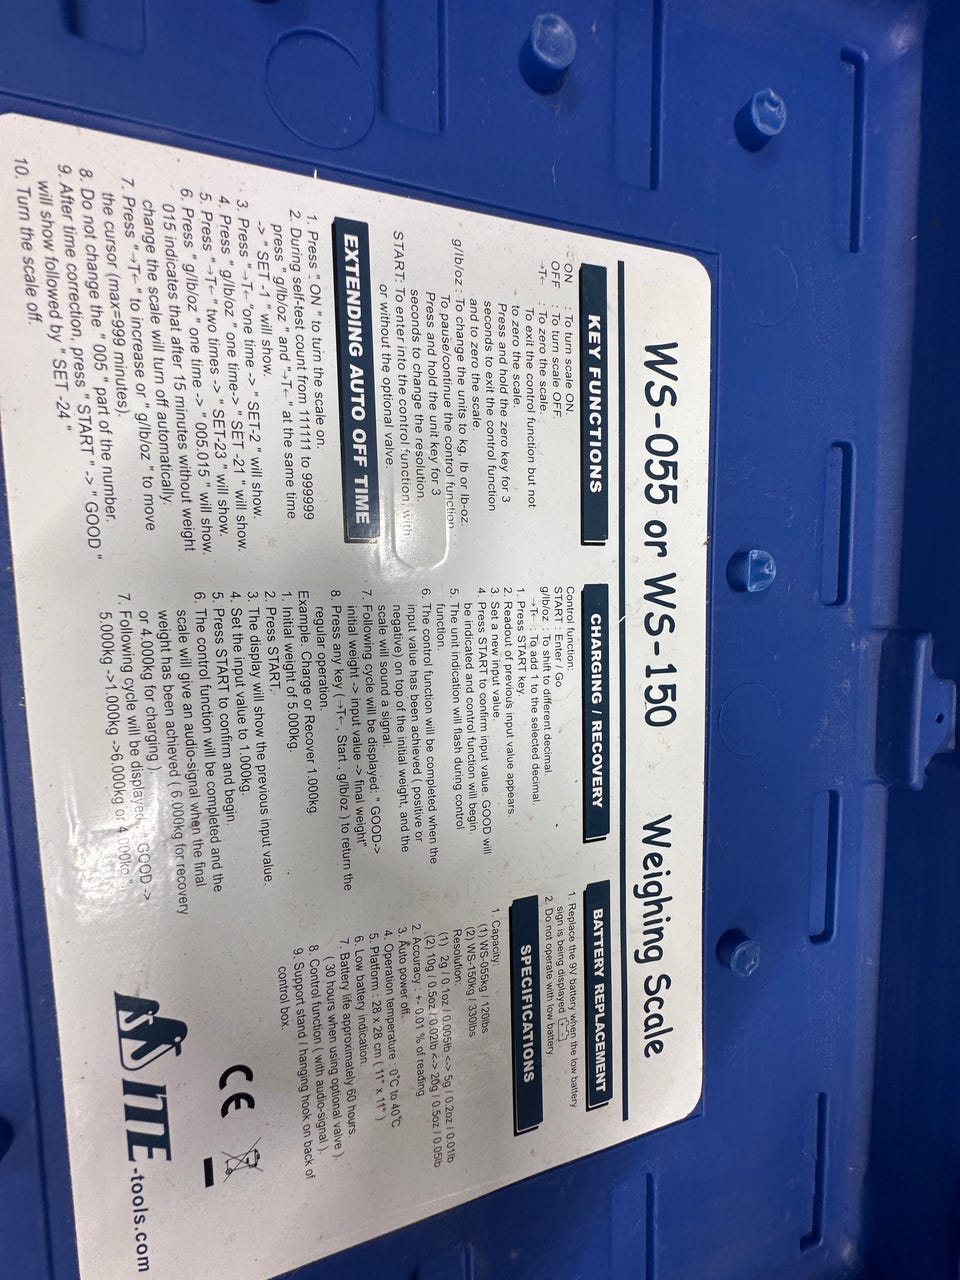 WS-055 or WS-150 Weighing Scale
KEY FUNCTIONS
ON : To turn scale ON.
OFF : To turn scale OFF.
→T← : To zero the scale.
To exit the control function but not
to zero the scale.
Press and hold the zero key for 3
seconds to exit the control function
and to zero the scale.
g/lb/oz : To change the units to kg, lb or lb-oz.
To pause/continue the control function
Press and hold the unit key for 3
seconds to change the resolution.
START: To enter into the control function, with
or without the optional valve.
EXTENDING AUTO OFF TIME
1. Press " ON " to turn the scale on.
2. During self-test count from 111111 to 999999
press " g/lb/oz " and "→T← " at the same time
-> " SET -1 " will show.
3. Press " →T← "one time -> " SET-2 " will show.
4. Press " g/lb/oz " one time-> " SET -21 " will show.
5. Press " →T← " two times -> " SET-23 " will show.
6. Press " g/lb/oz " one time -> " 005.015 " will show.
015 indicates that after 15 minutes without weight
change the scale will turn off automatically.
7. Press " →T← " to increase or " g/lb/oz " to move
the cursor (max=999 minutes).
8. Do not change the " 005 " part of the number.
9. After time correction, press " START " -> " GOOD "
will show followed by " SET -24 "
10. Turn the scale off.
CHARGING / RECOVERY
Control function:
START : Enter / Go
g/lb/oz : To shift to different decimal.
→T← : To add 1 to the selected decimal.
1. Press START key.
2. Readout of previous input value appears.
3. Set a new input value.
4. Press START to confirm input value, GOOD will
be indicated and control function will begin.
5. The unit indication will flash during control
function.
6. The control function will be completed when the
input value has been achieved ( positive or
negative) on top of the initial weight, and the
scale will sound a signal.
7. Following cycle will be displayed: " GOOD->
initial weight -> input value -> final weight"
8. Press any key ( →T← , Start , g/lb/oz ) to return the
regular operation.
Example. Charge or Recover 1.000kg.
1. Initial weight of 5.000kg.
2. Press START.
3. The display will show the previous input value.
4. Set the input value to 1.000kg.
5. Press START to confirm and begin.
6. The control function will be completed and the
scale will give an audio-signal when the final
weight has been achieved ( 6.000kg for recovery
or 4.000kg for charging )
7. Following cycle will be displayed: " GOOD ->
5.000kg ->1.000kg ->6.000kg or 4.000kg "
BATTERY REPLACEMENT
1. Replace the 9V battery when the low battery
sign is being displayed
2. Do not operate with low battery.
SPECIFICATIONS
1. Capacity:
(1) WS-055kg / 120lbs
(2) WS-150kg / 330lbs
Resolution:
(1) 2g / 0.1oz / 0.005lb <-> 5g / 0.2oz / 0.01lb
(2) 10g / 0.5oz / 0.02lb <-> 20g / 0.5oz / 0.05lb
2. Accuracy : +- 0.01 % of reading.
3. Auto power off.
4. Operation temperature : 0°C to 40°C
5. Platform : 28 x 28 cm ( 11" x 11" )
6. Low battery indication.
7. Battery life approximately 60 hours
( 30 hours when using optional valve ).
8. Control function ( with audio-signal ).
9. Support stand / hanging hook on back of
control box.
CE
ITE-tools.com